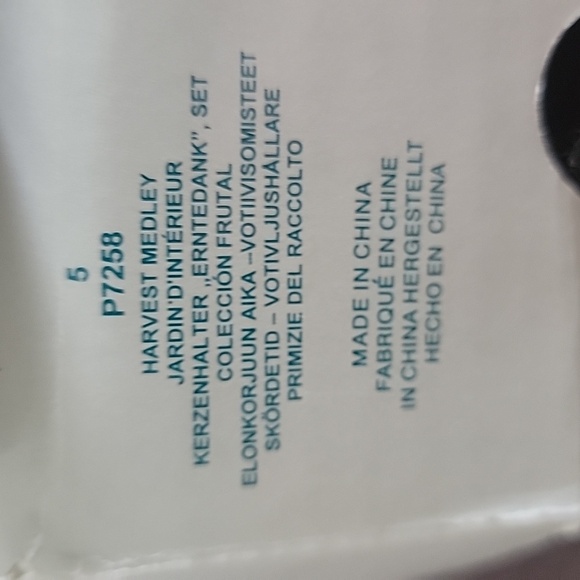 5
P7258
HARVEST MEDLEY
JARDIN D'INTÉRIEUR
KERZENHALTER „ERNTEDANK", SET
COLECCIÓN FRUTAL
ELONKORJUUN AIKA –VOTIIVISOMISTEET
SKÖRDETID – VOTIVLJUSHÅLLARE
PRIMZIE DEL RACCOLTO
MADE IN CHINA
FABRIQUÉ EN CHINE
IN CHINA HERGESTELLT
HECHO EN CHINA